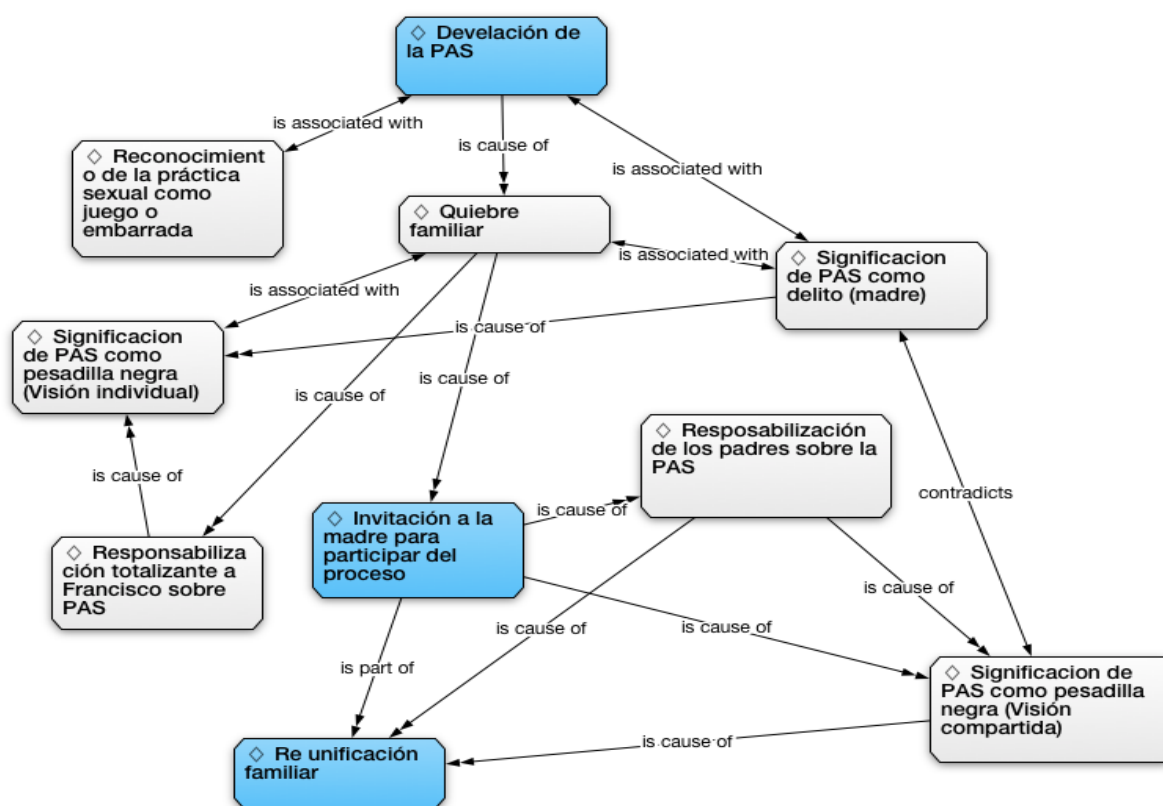 ◇ Develación de
la PAS
is associated with
is cause of
is associated with
◇ Reconocimient
o de la práctica
sexual como
juego o
embarrada
◇ Quiebre
familiar
is associated with
◇ Significacion
de PAS como
delito (madre)
is associated with
is cause of
◇ Significacion
de PAS como
pesadilla negra
(Visión individual)
is cause of
is cause of
◇ Resposabilización
de los padres sobre la
PAS
is cause of
contradicts
◇ Invitación a la
madre para
participar del
proceso
is cause of
◇ Responsabiliza
ción totalizante a
Francisco sobre
PAS
is cause of
is cause of
is cause of
is part of
◇ Significacion de
PAS como pesadilla
negra (Visión
compartida)
is cause of
◇ Re unificación
familiar